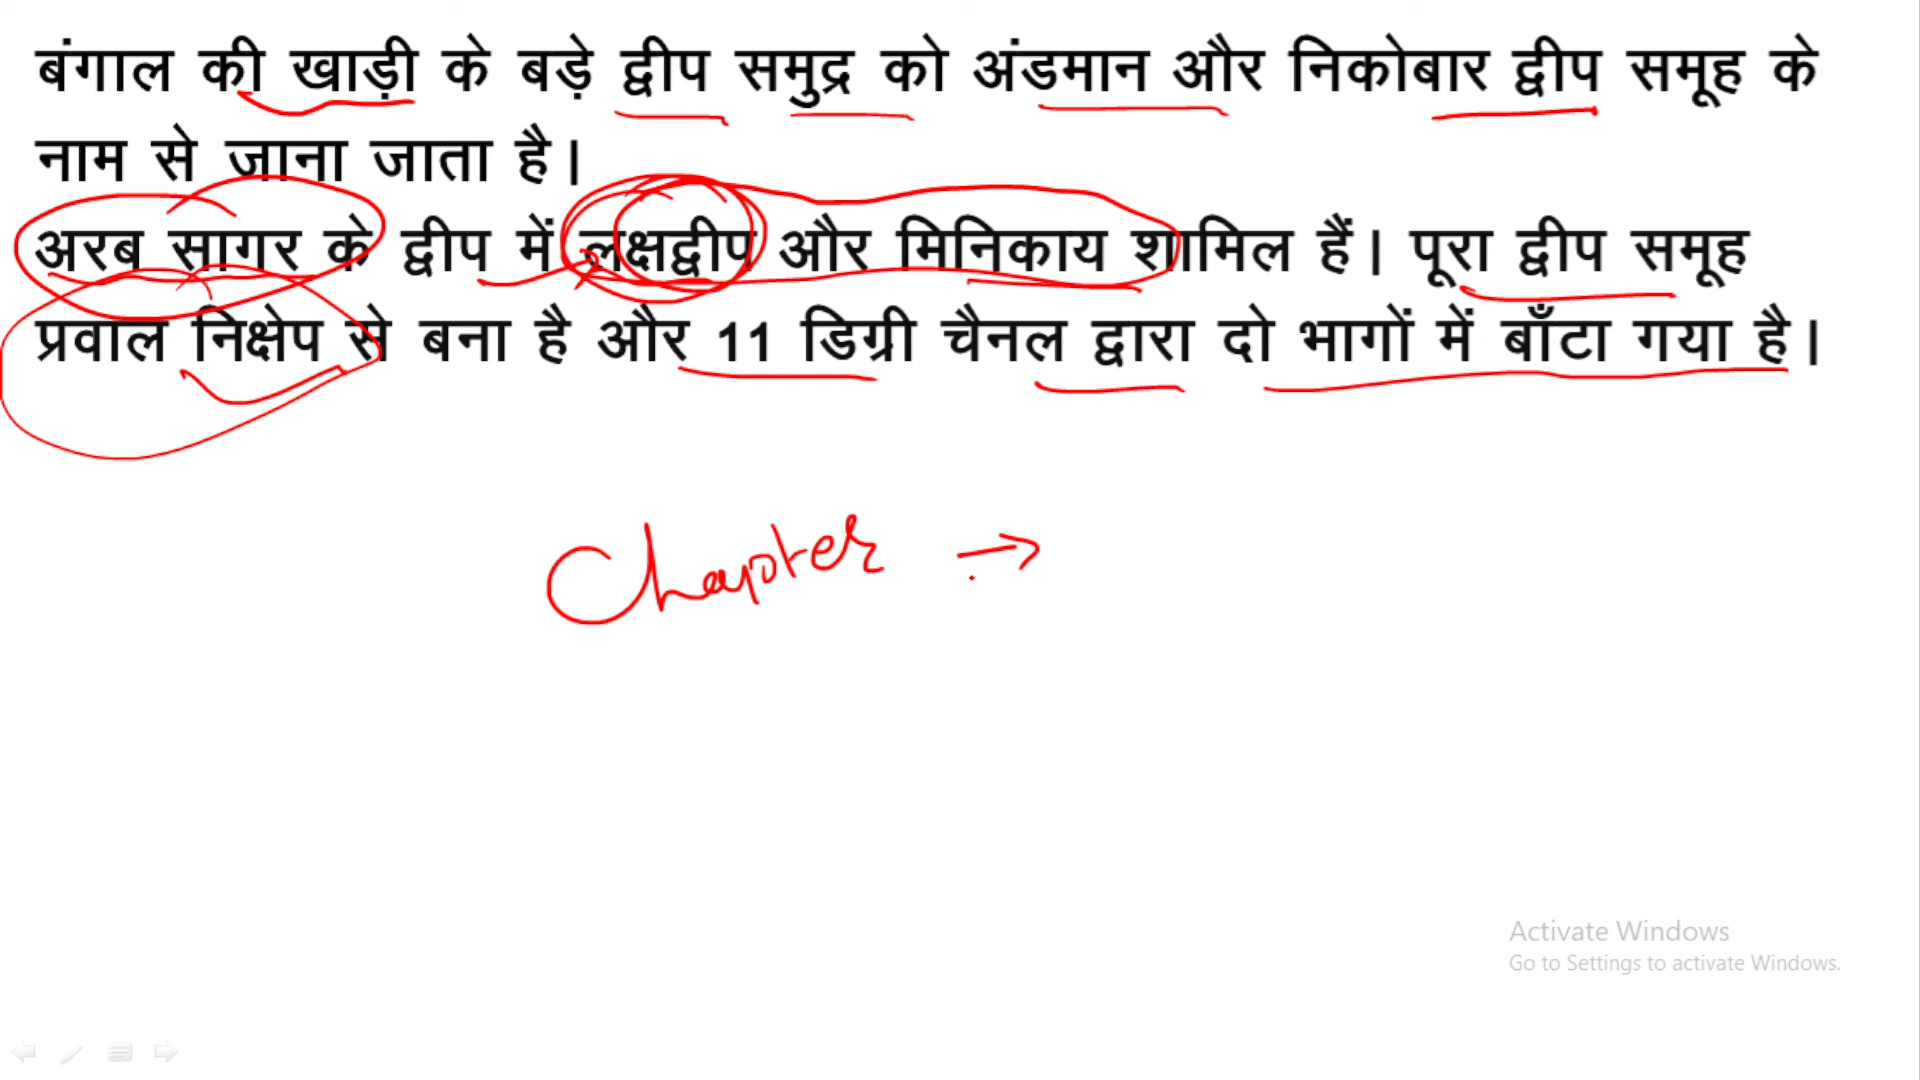 बंगाल की खाड़ी के बड़े द्वीप समुद्र को अंडमान और निकोबार द्वीप समूह के
नाम से जाना जाता है।
अरब सागर के द्वीप में लक्षद्वीप और मिनिकाय शामिल हैं। पूरा द्वीप समूह
प्रवाल निक्षेप से बना है और 11 डिग्री चैनल द्वारा दो भागों में बाँटा गया है।
Chapter →
Activate Windows
Go to Settings to activate Windows.